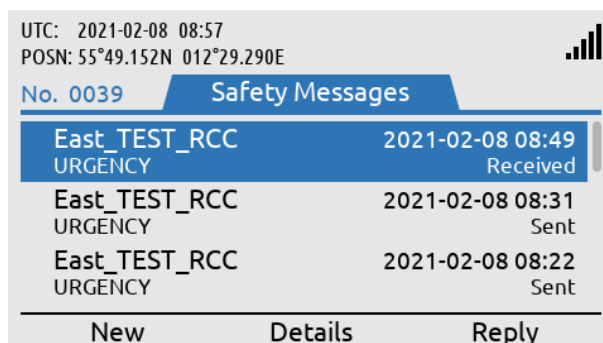 UTC: 2021-02-08 08:57
POSN: 55°49.152N 012°29.290E
No. 0039 Safety Messages
East_TEST_RCC 2021-02-08 08:49
URGENCY Received
East_TEST_RCC 2021-02-08 08:31
URGENCY Sent
East_TEST_RCC 2021-02-08 08:22
URGENCY Sent
New Details Reply